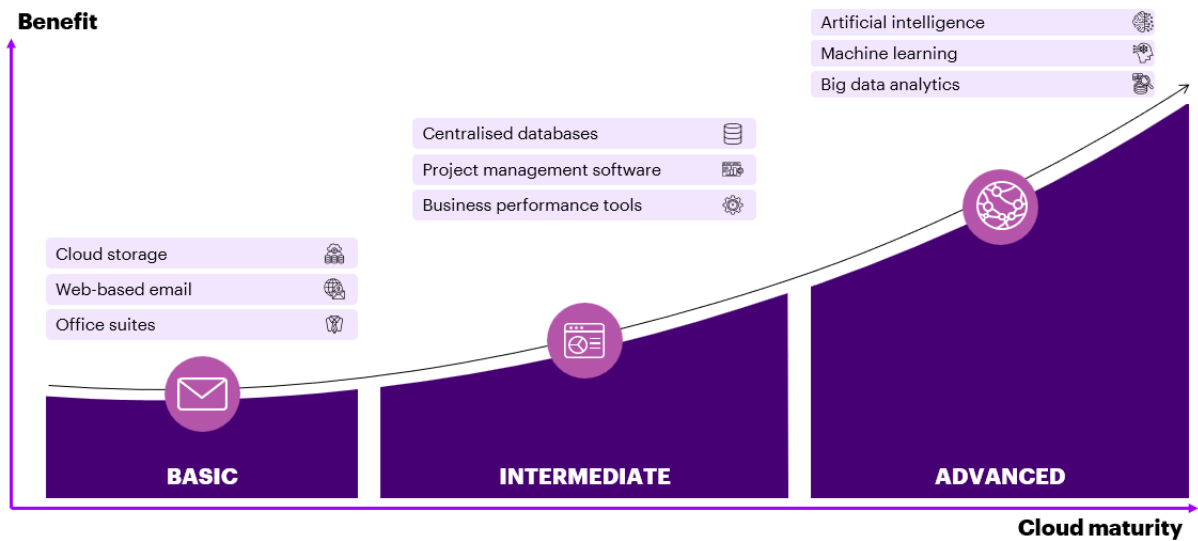 Benefit
Artificial intelligence
Machine learning
Big data analytics
Centralised databases
Project management software
Business performance tools
Cloud storage
Web-based email
Office suites
BASIC
INTERMEDIATE
ADVANCED
Cloud maturity